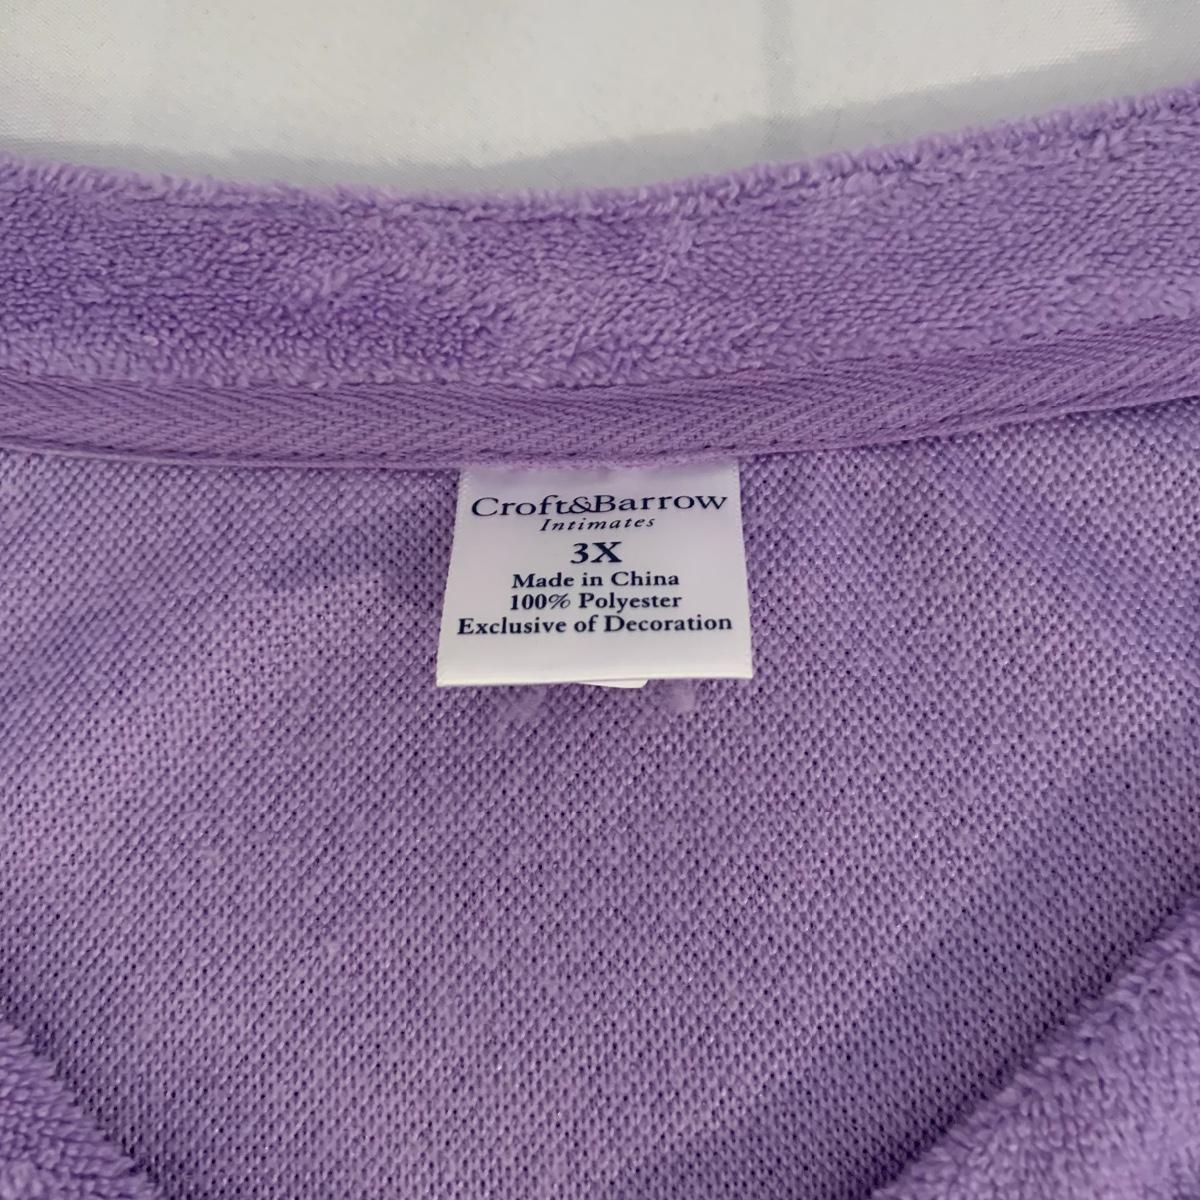 Croft&Barrow
Intimates
3X
Made in China
100% Polyester
Exclusive of Decoration